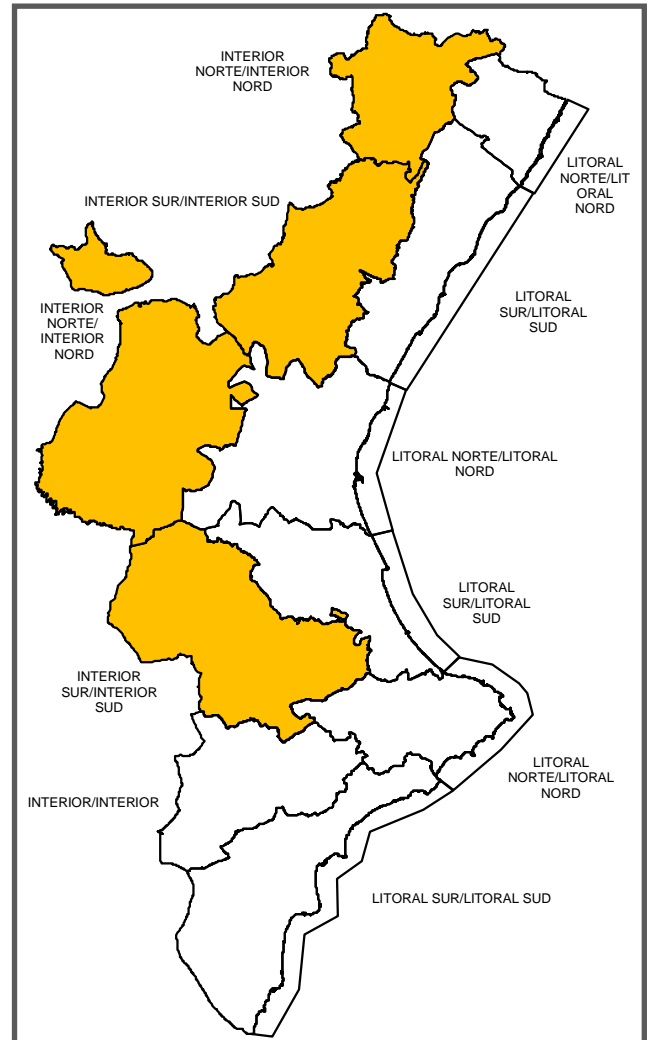 INTERIOR
NORTE/INTERIOR
NORD
LITORAL
NORTE/LIT
ORAL
NORD
INTERIOR SUR/INTERIOR SUD
INTERIOR
NORTE/
INTERIOR
NORD
LITORAL
SUR/LITORAL
SUD
LITORAL NORTE/LITORAL
NORD
LITORAL
SUR/LITORAL
SUD
INTERIOR
SUR/INTERIOR
SUD
LITORAL
NORTE/LITORAL
NORD
INTERIOR/INTERIOR
LITORAL SUR/LITORAL SUD